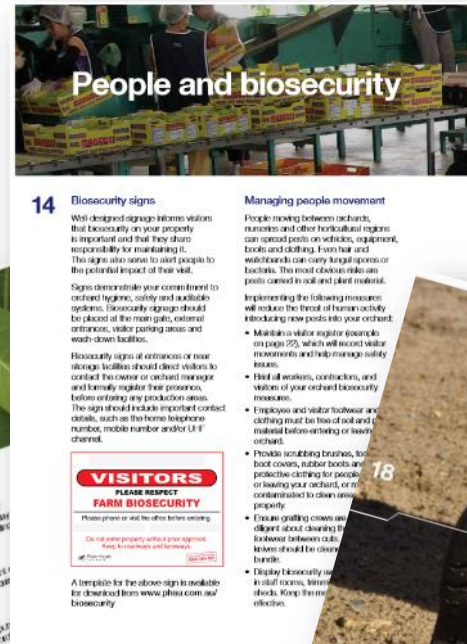 People and biosecurity
14
Biosecurity signs
Well-designed signage informs visitors
that biosecurity on your property
is important and that they share
responsibility for maintaining it.
The signs also serve to alert people to
the potential impact of their visit.
Signs demonstrate your commitment to
orchard hygiene, safety and auditable
systems. Biosecurity signage should
be placed at the main gate, external
entrances, visitor parking areas and
wash-down facilities.
Biosecurity signs at entrances or near
storage facilities should direct visitors to
contact the owner or orchard manager
and formally register their presence,
before entering any production areas.
The sign should include important contact
details, such as the home telephone
number, mobile number and/or UHF
channel.
VISITORS
PLEASE RESPECT
FARM BIOSECURITY
Please phone or visit the office before entering.
Do not enter property without prior approval.
Keep to roadways and laneways.
A template for the above sign is available
for download from www.phau.com.au/
biosecurity
Managing people movement
People moving between orchards,
nurseries and other horticultural regions
can spread pests on vehicles, equipment,
boots and clothing. Even hair and
watchbands can carry fungal spores or
bacteria. The most obvious risks are
pests carried in soil and plant material.
Implementing the following measures
will reduce the threat of human activity
introducing new pests into your orchard:
• Maintain a visitor register (example
on page 22), which will record visitor
movements and help manage safety
issues.
• Brief all workers, contractors, and
visitors of your orchard biosecurity
measures.
• Employee and visitor footwear and
clothing must be free of soil and
material before entering or
orchard.
• Provide scrubbing brushes,
boot covers, rubber boots and
protective clothing for people
or leaving your orchard, or
contaminated to clean
property.
• Ensure grafting crews are
diligent about cleaning
footwear between
knives should be
bundle.
• Display biosecurity
in staff rooms,
sheds. Keep the
effective.
18